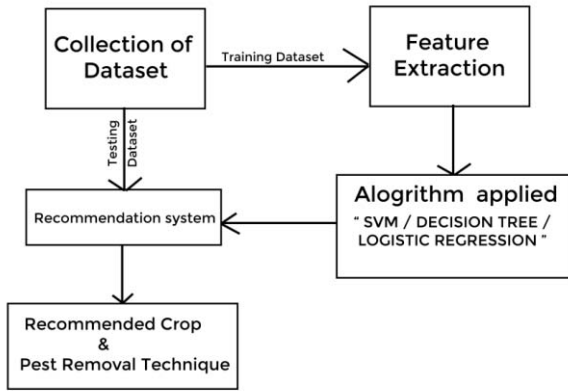 Collection of
Dataset
Training Dataset
Feature
Extraction
Testing
Dataset
Alogrithm applied
" SVM / DECISION TREE /
LOGISTIC REGRESSION "
Recommendation system
Recommended Crop
&
Pest Removal Technique